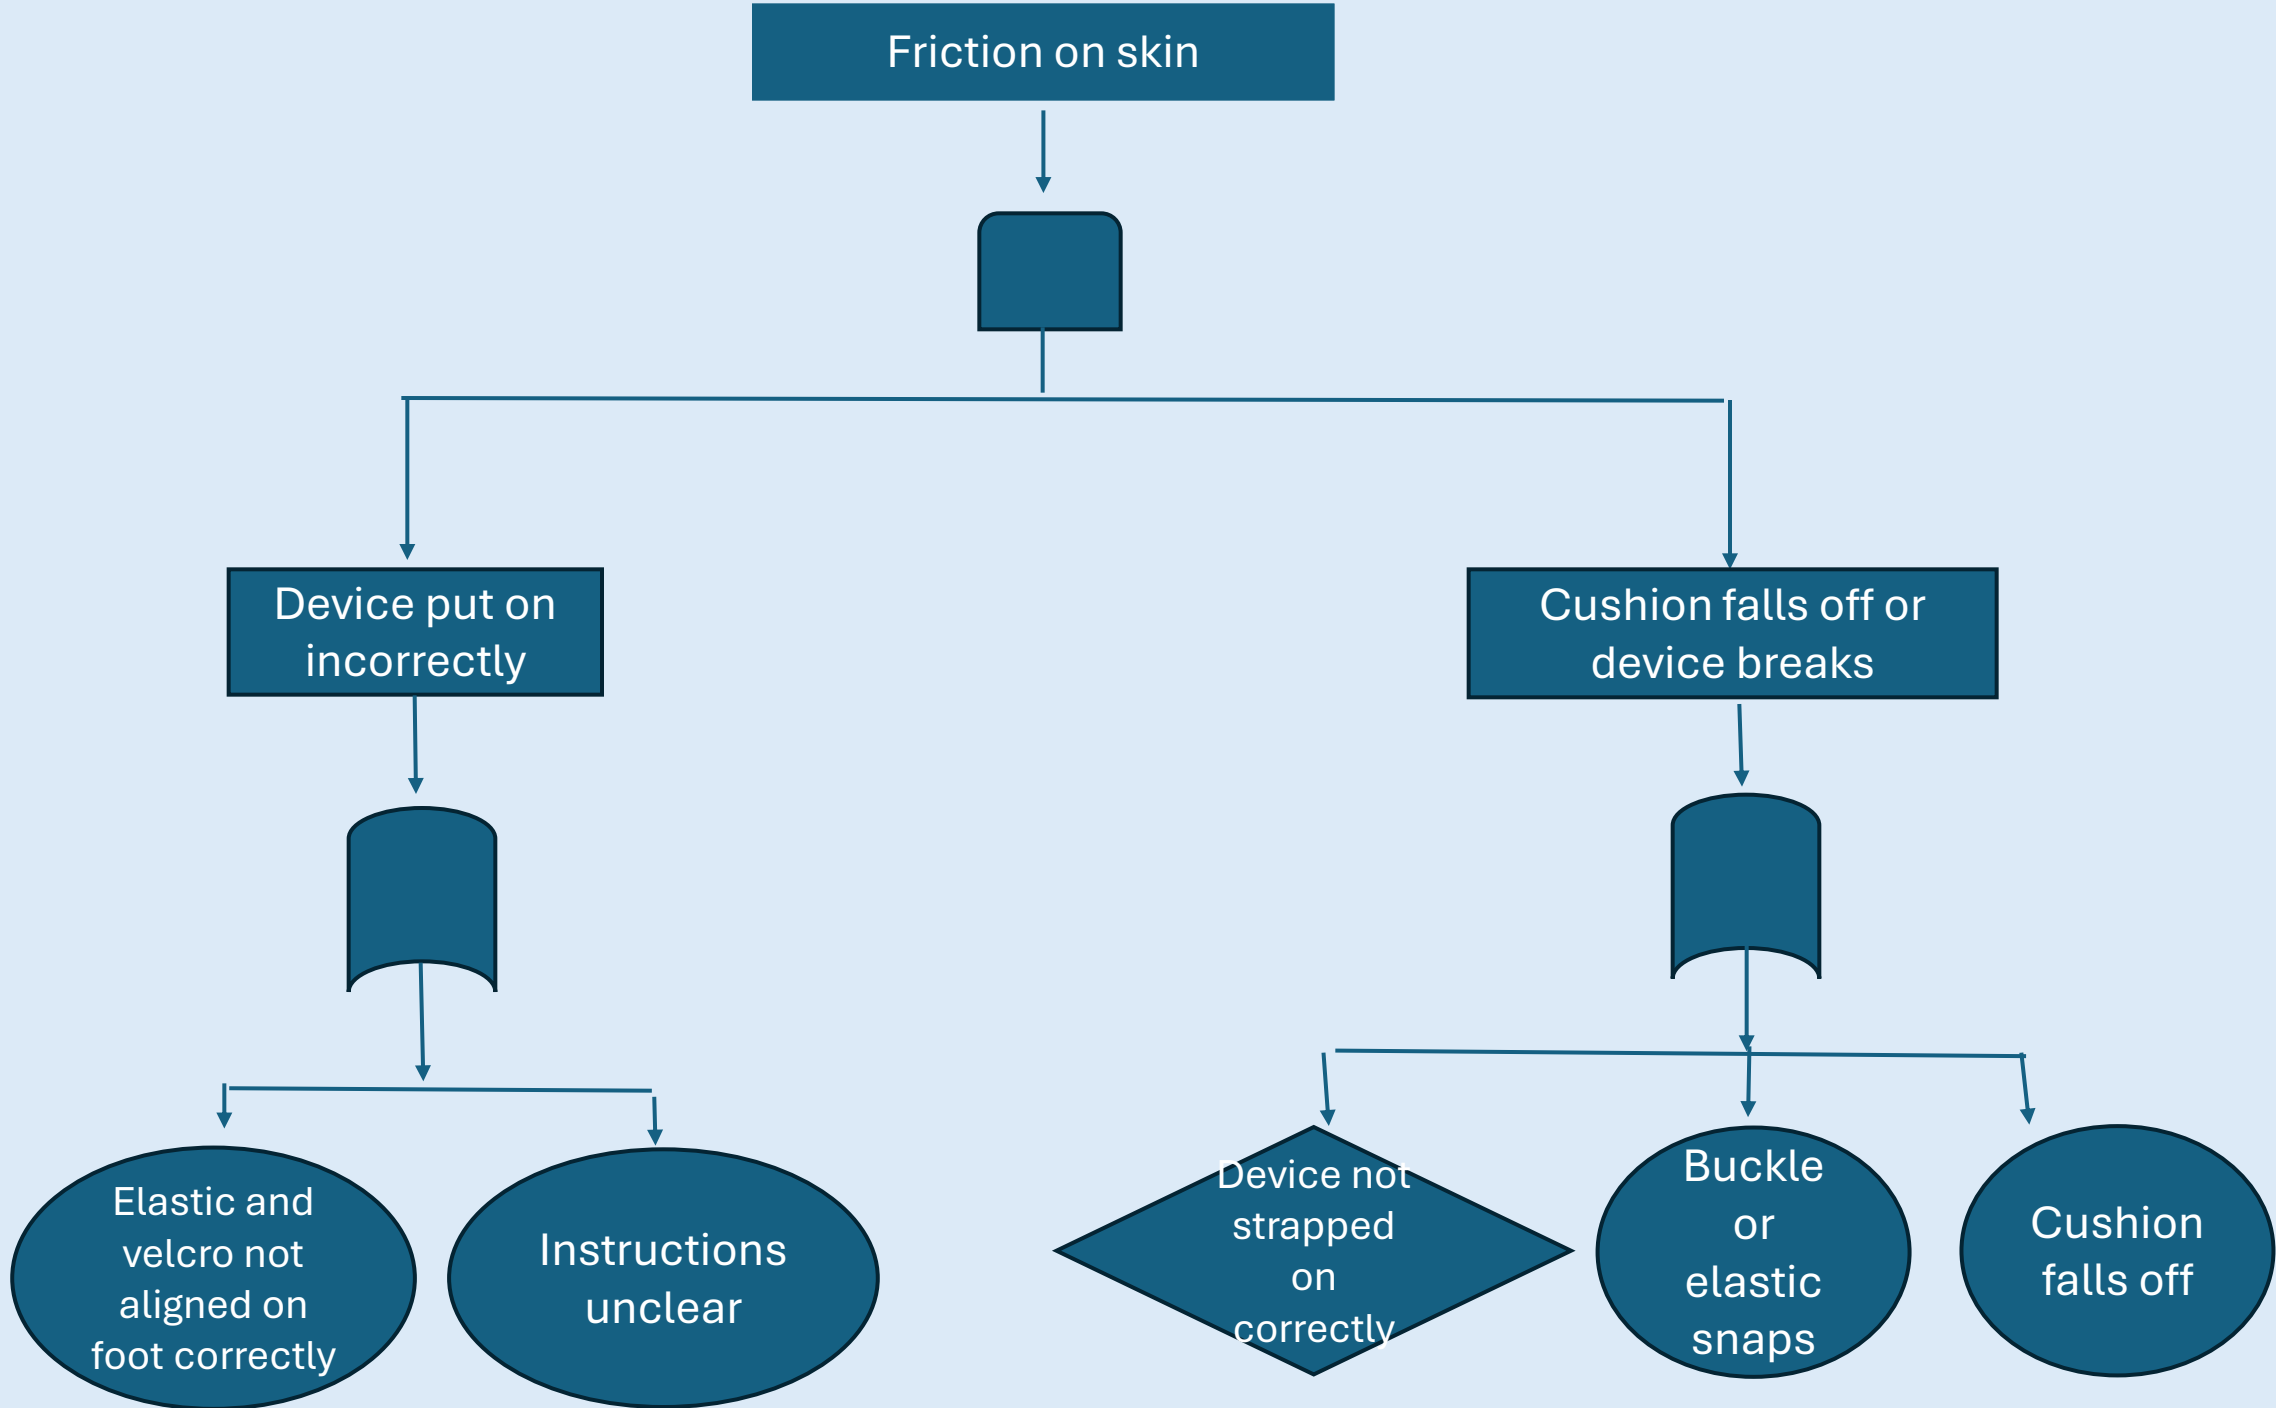 Friction on skin
Device put on
incorrectly
Cushion falls off or
device breaks
Elastic and
velcro not
aligned on
foot correctly
Instructions
unclear
Device not
strapped
on
correctly
Buckle
or
elastic
snaps
Cushion
falls off